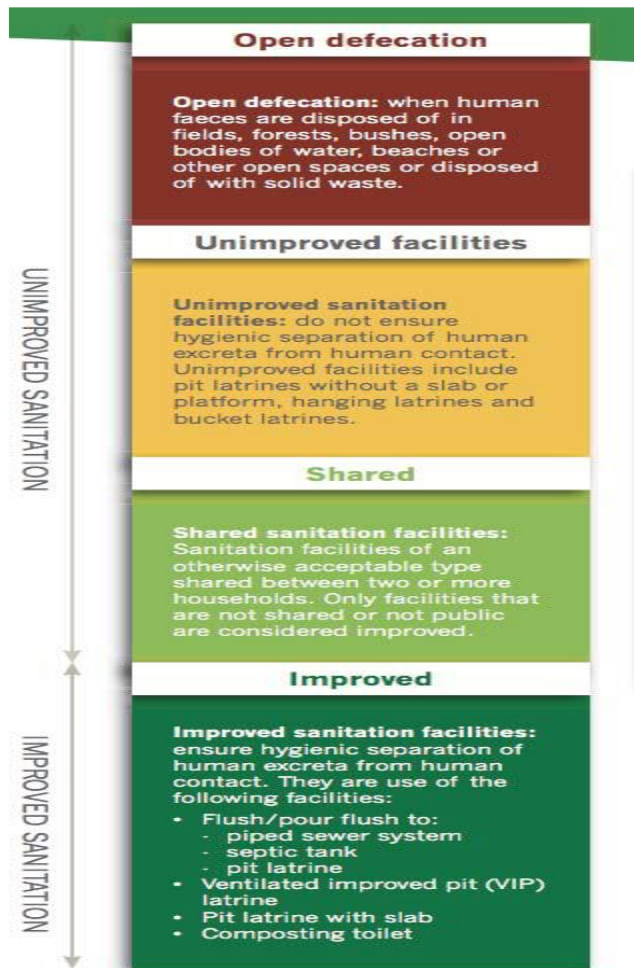 Open defecation
Open defecation: when human
faeces are disposed of in
fields, forests, bushes, open
bodies of water, beaches or
other open spaces or disposed
of with solid waste.
Unimproved facilities
Unimproved sanitation
facilities: do not ensure
hygienic separation of human
excreta from human contact.
Unimproved facilities include
pit latrines without a slab or
platform, hanging latrines and
bucket latrines.
Shared
Shared sanitation facilities:
Sanitation facilities of an
otherwise acceptable type
shared between two or more
households. Only facilities that
are not shared or not public
are considered improved.
UNIMPROVED SANITATION
Improved
Improved sanitation facilities:
ensure hygienic separation of
human excreta from human
contact. They are use of the
following facilities:
• Flush/pour flush to:
- piped sewer system
- septic tank
- pit latrine
• Ventilated improved pit (VIP)
latrine
• Pit latrine with slab
• Composting toilet
IMPROVED SANITATION